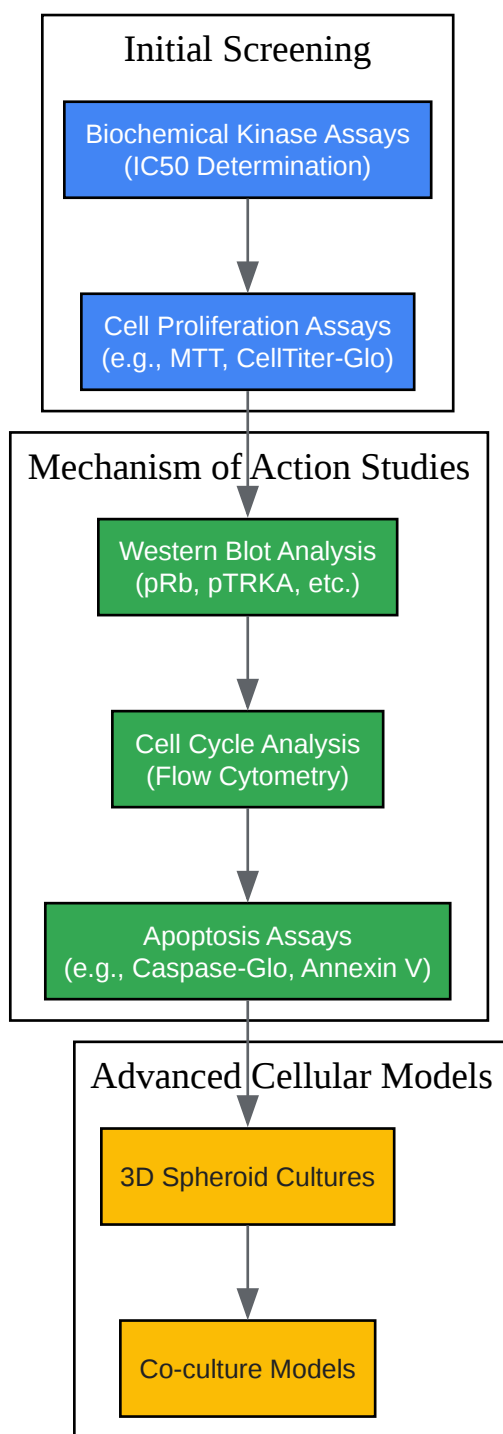 Initial Screening
Biochemical Kinase Assays
(IC50 Determination)
Cell Proliferation Assays
(e.g., MTT, CellTiter-Glo)
Mechanism of Action Studies
Western Blot Analysis
(pRb, pTRKA, etc.)
Cell Cycle Analysis
(Flow Cytometry)
Apoptosis Assays
(e.g., Caspase-Glo, Annexin V)
Advanced Cellular Models
3D Spheroid Cultures
Co-culture Models